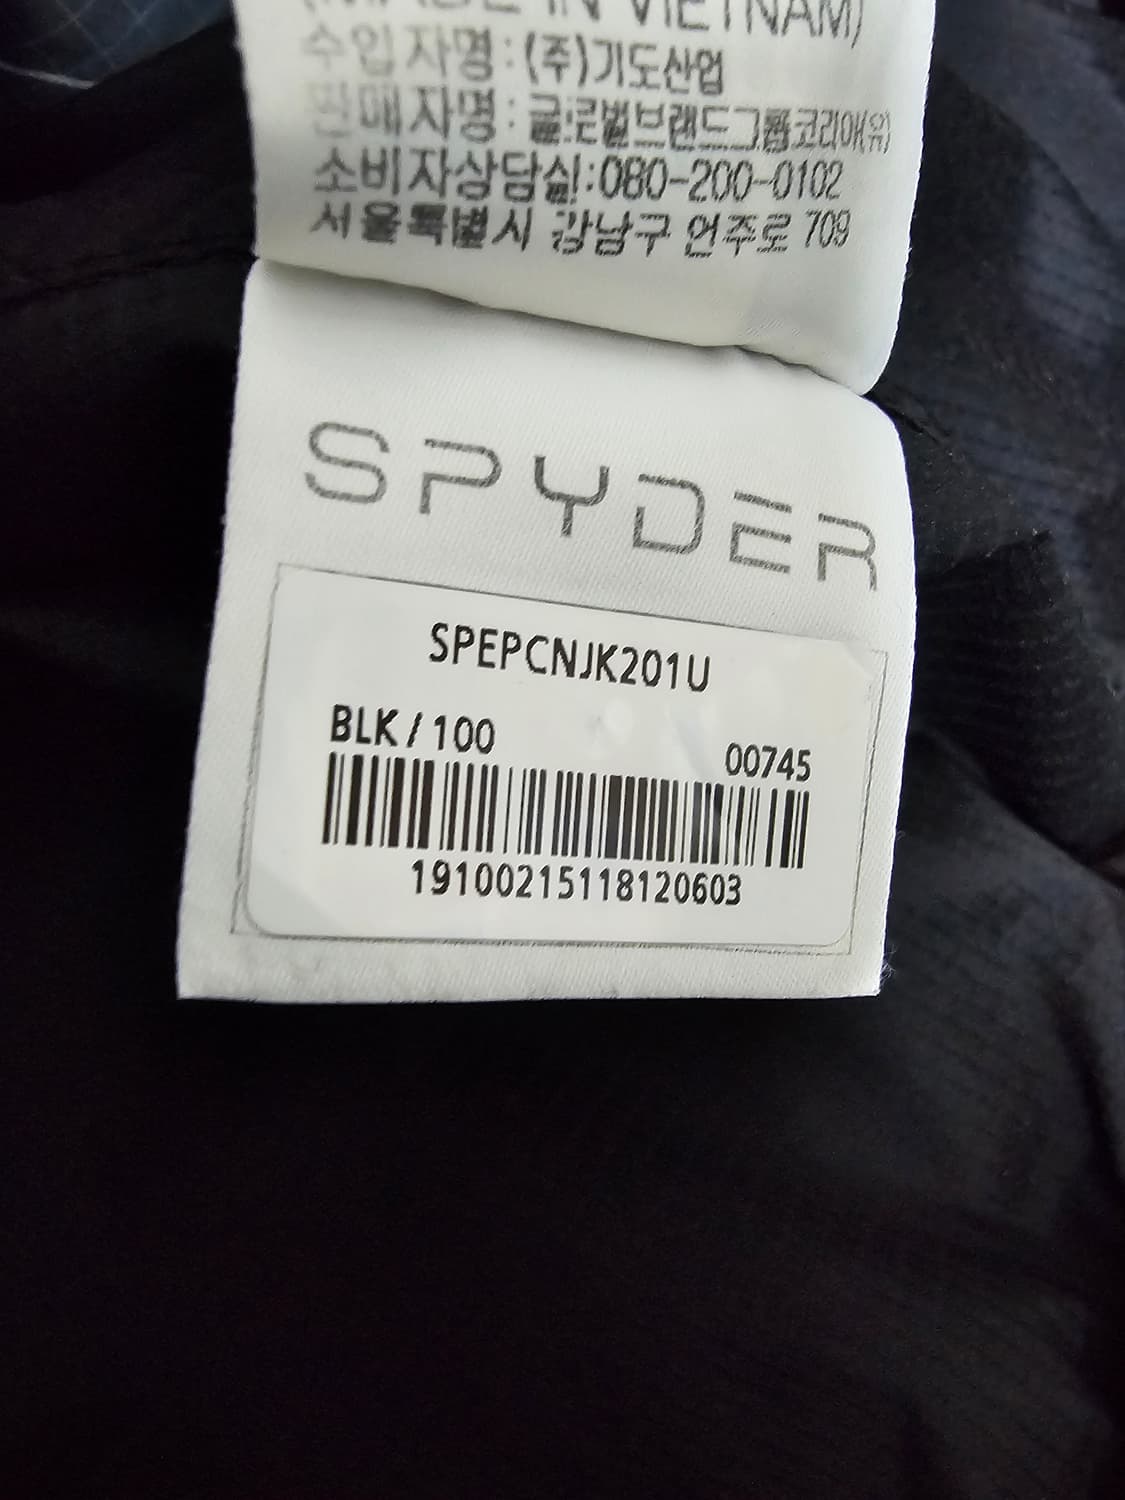 (MADE IN VIETNAM)
수입자명 : (주)기도산업
판매자명 : 글로벌브랜드그룹코리아(유)
소비자상담실:080-200-0102
서울특별시 강남구 언주로 709
SPYDER
SPEPCNJK201U
BLK / 100
00745
19100215118120603